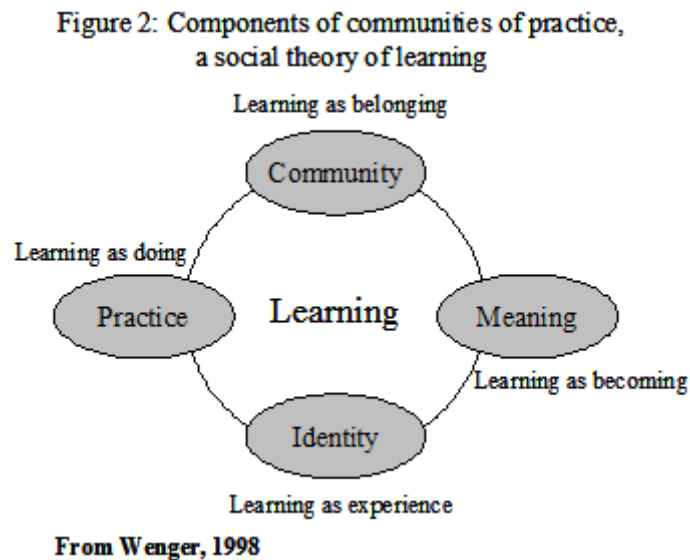 Figure 2: Components of communities of practice,
a social theory of learning
Learning as belonging
Community
Learning as doing
Practice
Learning
Meaning
Learning as becoming
Identity
Learning as experience
From Wenger, 1998